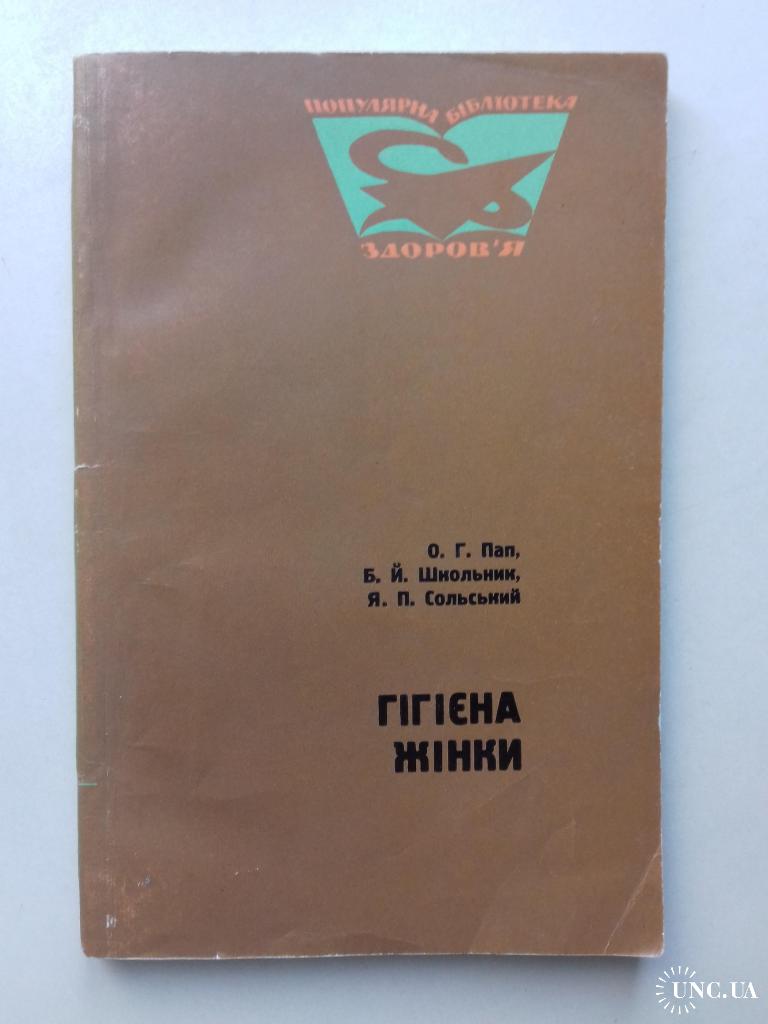 ПОПУЛЯРНА БІБЛІОТЕКА
ЗДОРОВ'Я
О. Г. Пап,
Б. Й. Школьник,
Я. П. Сольський
ГІГІЄНА
ЖІНКИ
UNC.UA